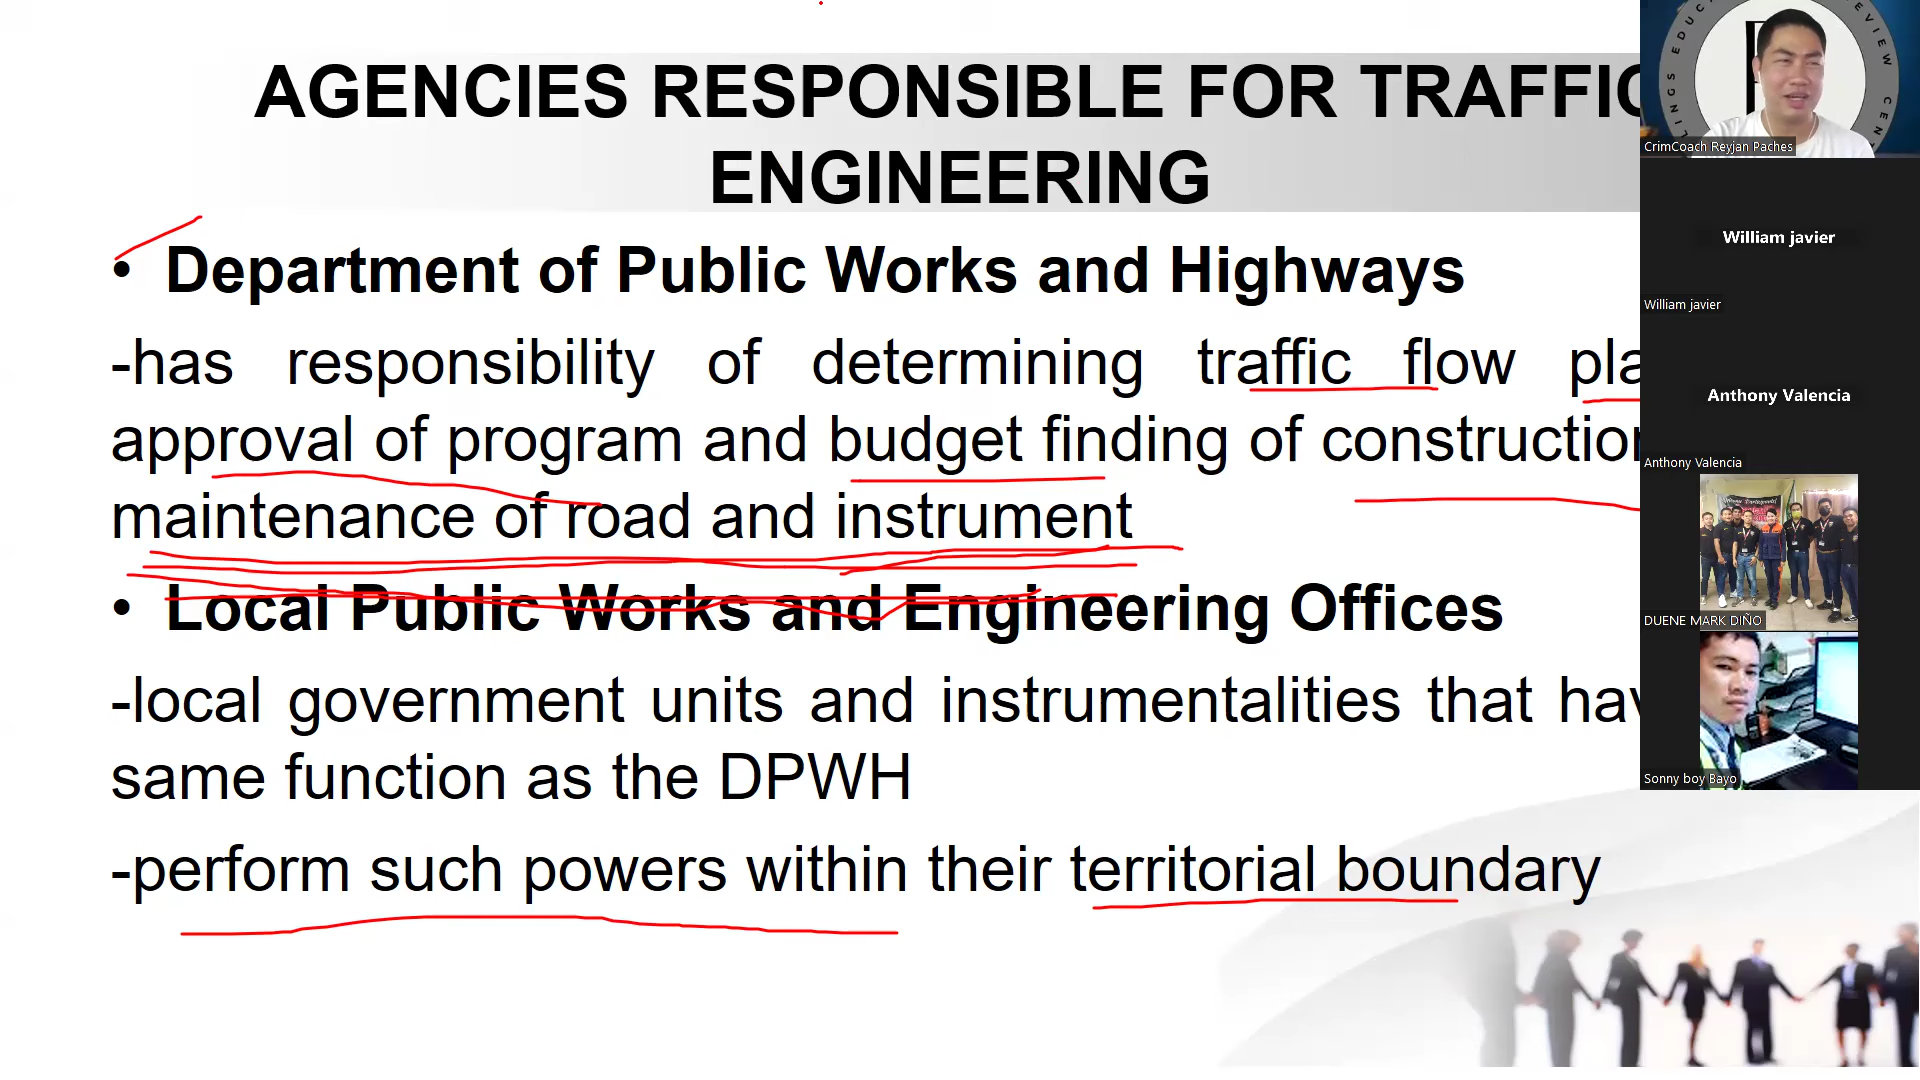 AGENCIES RESPONSIBLE FOR TRAFFIC
ENGINEERING
• Department of Public Works and Highways
-has responsibility of determining traffic flow
approval of program and budget finding of construction
maintenance of road and instrument
• Local Public Works and Engineering Offices
-local government units and instrumentalities that
same function as the DPWH
-perform such powers within their territorial boundary
CrimCoach Reyjan Paches
William javier
William javier
Anthony Valencia
Anthony Valencia
DUENE MARK DIÑO
Sonny boy Bayo